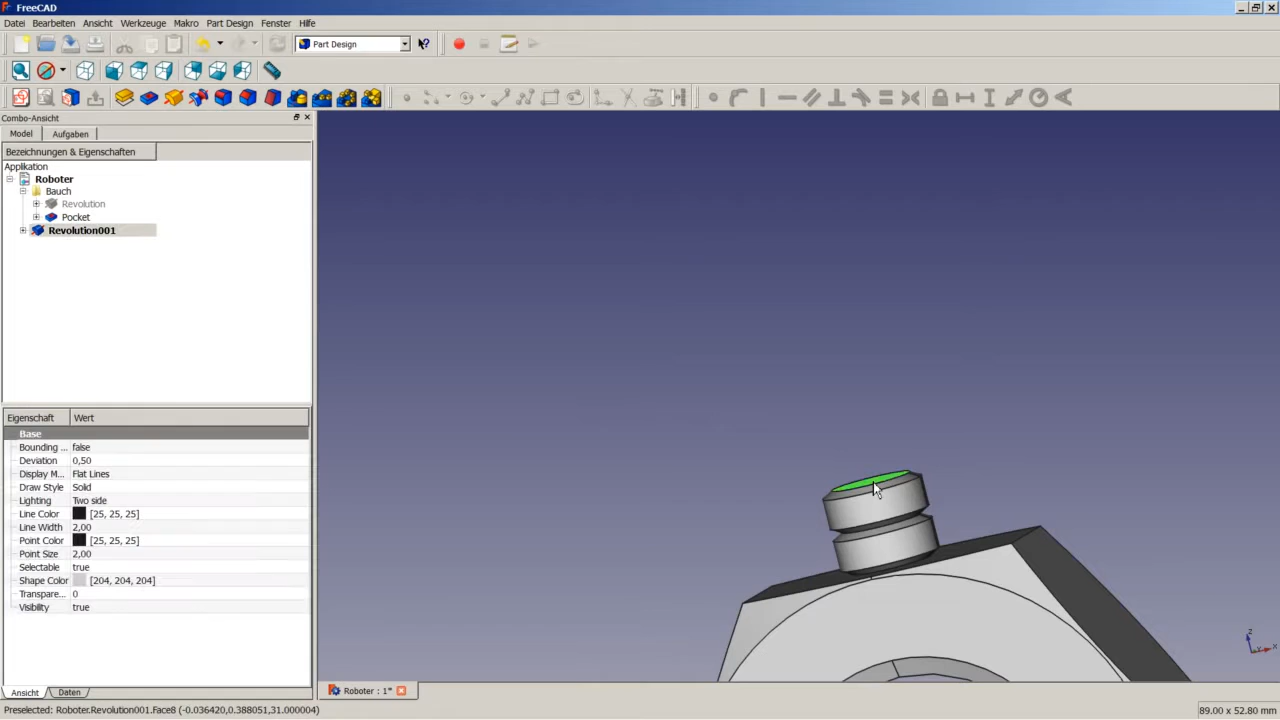 FreeCAD
Datei Bearbeiten Ansicht Werkzeuge Makro Part Design Fenster Hilfe
Part Design
Combo-Ansicht
Model Aufgaben
Bezeichnungen & Eigenschaften
Applikation
Roboter
Bauch
Revolution
Pocket
Revolution001
Eigenschaft Wert
Base
Bounding ... false
Deviation 0,50
Display M... Flat Lines
Draw Style Solid
Lighting Two side
Line Color [25, 25, 25]
Line Width 2,00
Point Color [25, 25, 25]
Point Size 2,00
Selectable true
Shape Color [204, 204, 204]
Transpare... 0
Visibility true
Z
X
Ansicht Daten
Roboter : 1*
Preselected: Roboter.Revolution001.Face8 (-0.036420,0.388051,31.000004)
89.00 x 52.80 mm